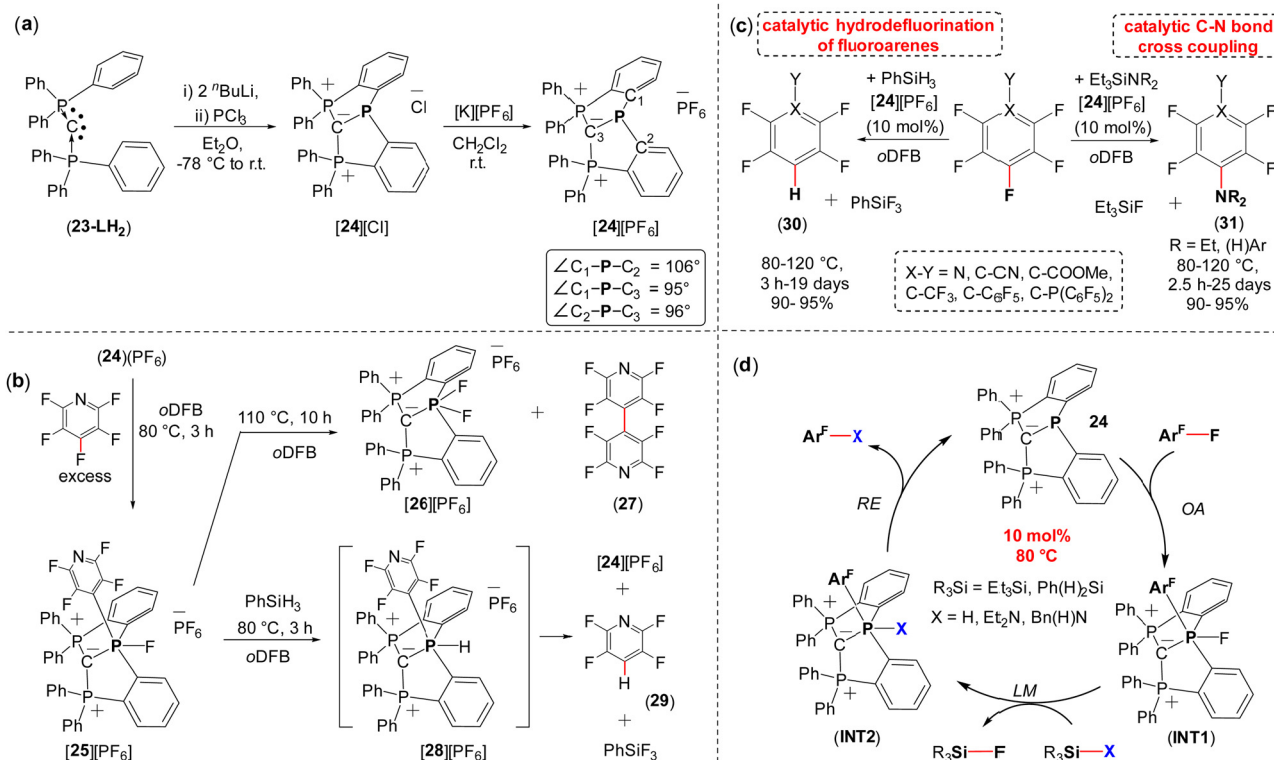 (a)
Ph
Ph
P
C
P
Ph
Ph
(23-LH2)
i) 2 nBuLi,
ii) PCl3
Et2O,
-78 °C to r.t.
Ph
Ph
P
+
C
−
P
P
+
Ph
Ph
−
Cl
[24][Cl]
[K][PF6]
CH2Cl2
r.t.
Ph
Ph
P
+
C1
C3
−
P
C2
P
+
Ph
Ph
−
PF6
[24][PF6]
∠C1−P−C2 = 106°
∠C1−P−C3 = 95°
∠C2−P−C3 = 96°
(b)
(24)(PF6)
F
N
F
F
F
F
excess
oDFB
80 °C, 3 h
F
N
F
F
F
Ph
Ph
P
+
C
−
P
F
P
+
Ph
Ph
−
PF6
[25][PF6]
110 °C, 10 h
oDFB
Ph
Ph
P
+
C
−
P
F
F
P
+
Ph
Ph
−
PF6
[26][PF6]
+
F
N
F
F
F
F
F
F
N
F
(27)
PhSiH3
80 °C, 3 h
oDFB
F
N
F
F
F
Ph
Ph
P
+
C
−
P
H
P
+
Ph
Ph
−
PF6
[28][PF6]
[24][PF6]
+
F
N
F
F
F
H
(29)
+
PhSiF3
(c)
catalytic hydrodefluorination
of fluoroarenes
catalytic C-N bond
cross coupling
Y
X
F
F
F
F
H
(30)
+
PhSiF3
80-120 °C,
3 h-19 days
90- 95%
+ PhSiH3
[24][PF6]
(10 mol%)
oDFB
Y
X
F
F
F
F
F
+ Et3SiNR2
[24][PF6]
(10 mol%)
oDFB
Et3SiF
+
Y
X
F
F
F
F
NR2
(31)
R = Et, (H)Ar
80-120 °C,
2.5 h-25 days
90- 95%
X-Y = N, C-CN, C-COOMe,
C-CF3, C-C6F5, C-P(C6F5)2
(d)
ArF−X
RE
Ph
Ph
P
+
C
−
P
P
+
Ph
Ph
24
ArF−F
OA
10 mol%
80 °C
R3Si = Et3Si, Ph(H)2Si
X = H, Et2N, Bn(H)N
ArF
Ph
Ph
P
+
C
−
P
X
P
+
Ph
Ph
(INT2)
LM
R3Si−F
R3Si−X
ArF
Ph
Ph
P
+
C
−
P
F
P
+
Ph
Ph
(INT1)